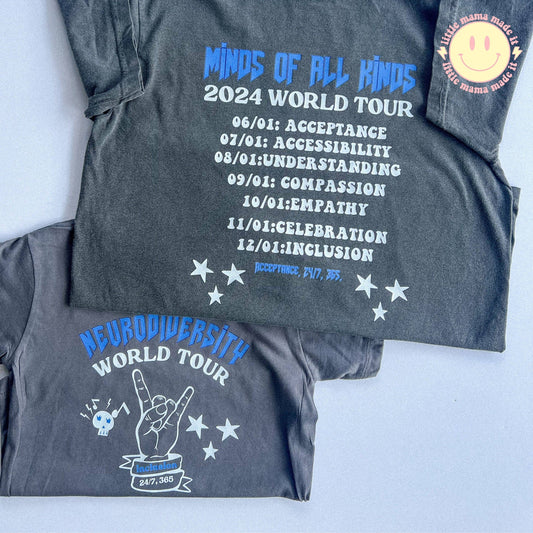 little mama made it
little mama made it
MINDS OF ALL KINDS
2024 WORLD TOUR
06/01: ACCEPTANCE
07/01: ACCESSIBILITY
08/01:UNDERSTANDING
09/01: COMPASSION
10/01:EMPATHY
11/01:CELEBRATION
12/01:INCLUSION
ACCEPTANCE, 24/7, 365.
NEURODIVERSITY
WORLD TOUR
Inclusion
24/7, 365